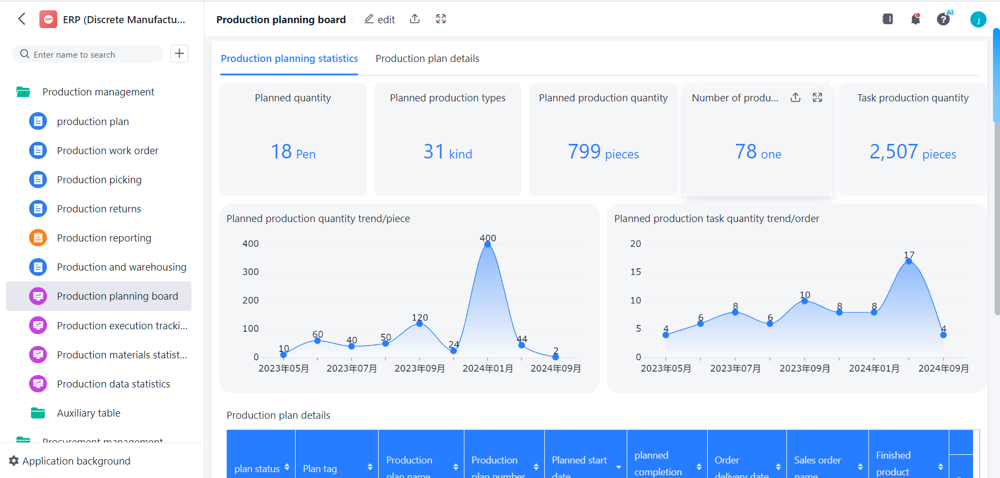 ERP (Discrete Manufactu...
Enter name to search
Production management
production plan
Production work order
Production picking
Production returns
Production reporting
Production and warehousing
Production planning board
Production execution tracki...
Production materials statist...
Production data statistics
Auxiliary table
Procurement management
Application background
Production planning board
edit
AI
J
Production planning statistics
Production plan details
Planned quantity
18 Pen
Planned production types
31 kind
Planned production quantity
799 pieces
Number of produ...
78 one
Task production quantity
2,507 pieces
Planned production quantity trend/piece
400
300
200
100
0
10
60
40
50
120
24
400
44
2
2023年05月
2023年07月
2023年09月
2024年01月
2024年09月
Planned production task quantity trend/order
20
15
10
5
0
4
6
8
6
10
8
8
17
4
2023年05月
2023年07月
2023年09月
2024年01月
2024年09月
Production plan details
plan status
Plan tag
Production
plan name
Production
plan number
Planned start
date
planned
completion
Order
delivery date
Sales order
name
Finished
product